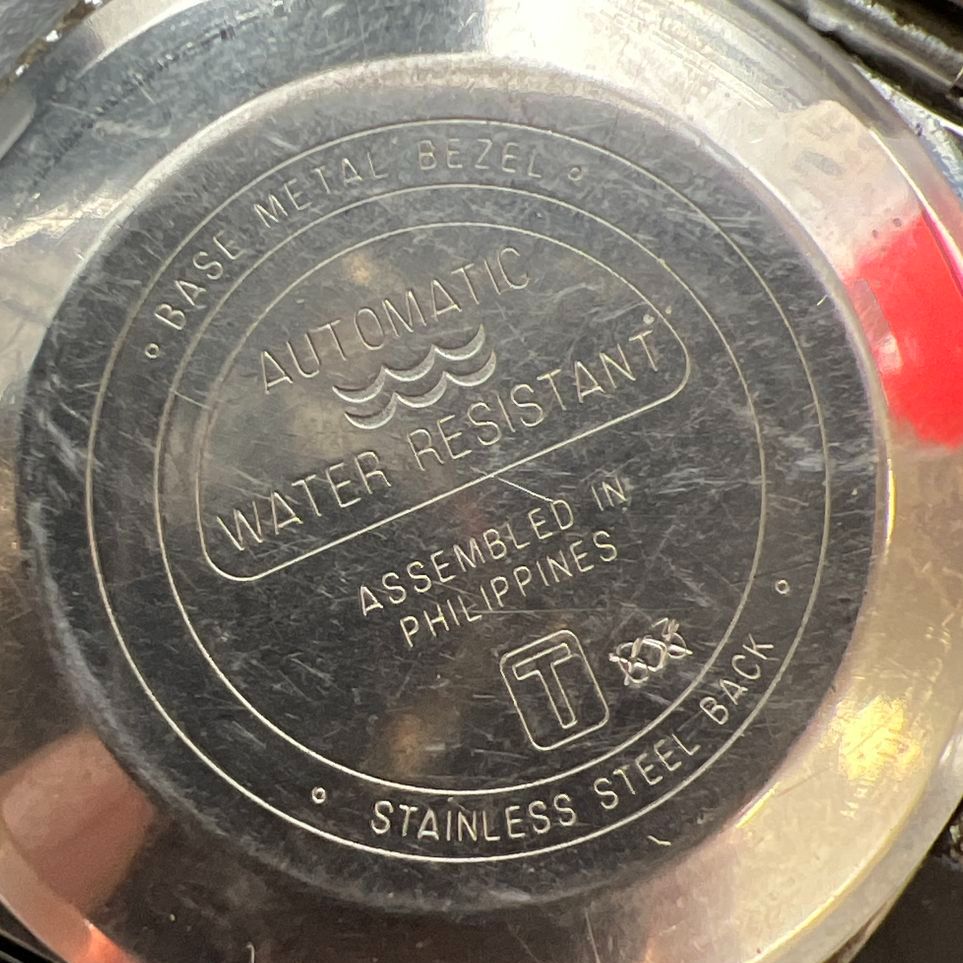 BASE METAL BEZEL
AUTOMATIC
WATER RESISTANT
ASSEMBLED IN
PHILIPPINES
T
STAINLESS STEEL BACK